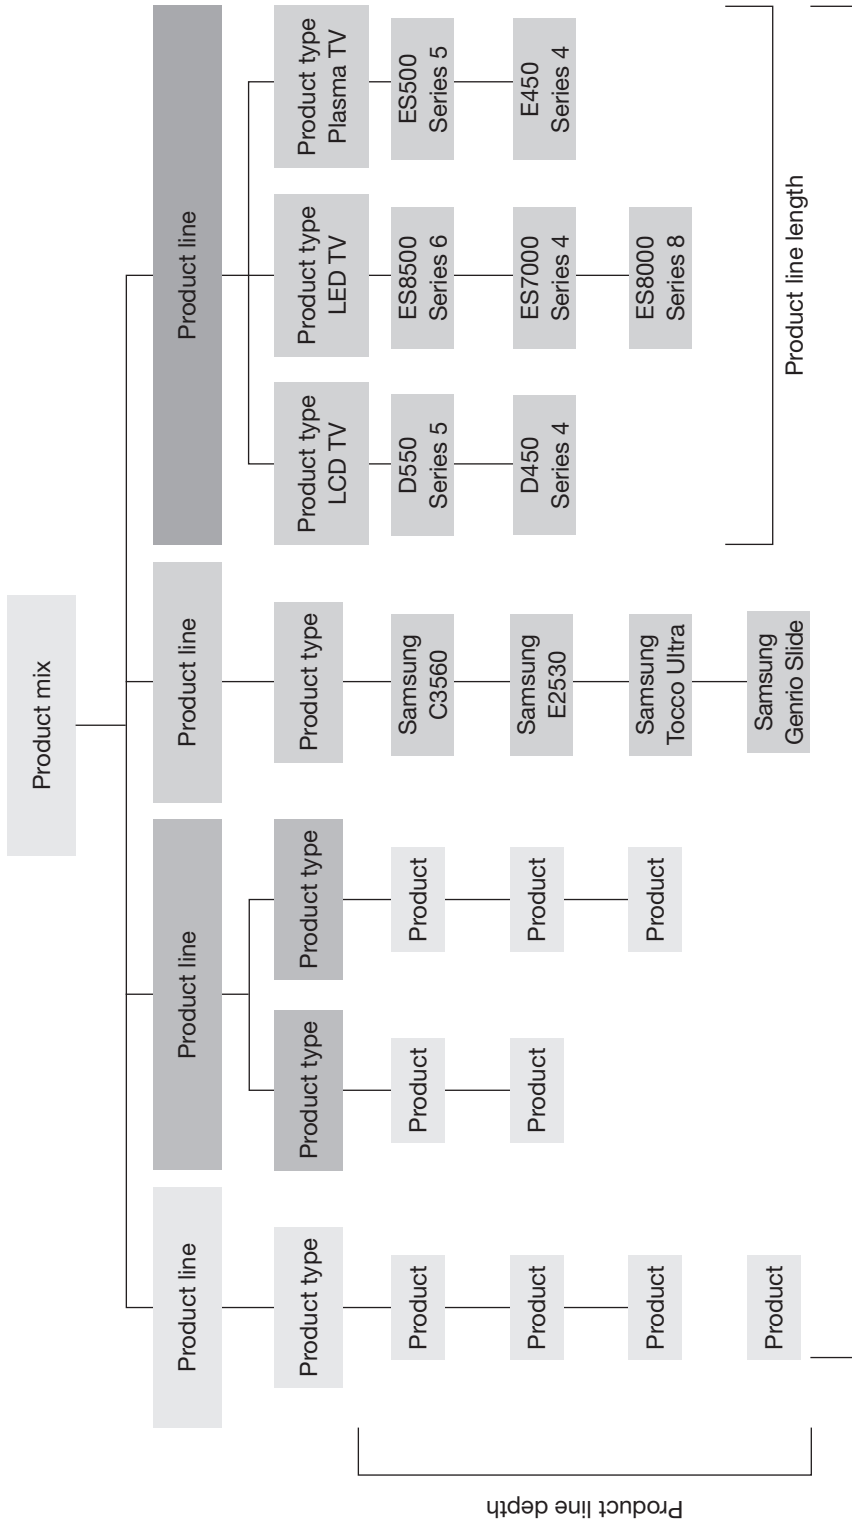 Product mix
Product line
Product line
Product line
Product line
Product type
Product type
Product type
Product type
Product type
LCD TV
Product type
LED TV
Product type
Plasma TV
Product
Product
Product
Samsung
C3560
D550
Series 5
ES8500
Series 6
ES500
Series 5
Product
Product
Product
Samsung
E2530
D450
Series 4
ES7000
Series 4
E450
Series 4
Product
Product
Samsung
Tocco Ultra
ES8000
Series 8
Product
Samsung
Genrio Slide
Product line length
Product line depth